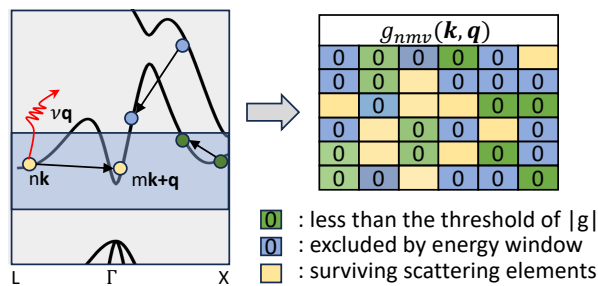 νq
nk
mk+q
L Γ X
g_{nmν}(k, q)
0 0 0 0 0
0 0 0 0 0
0 0 0
0 0 0
0 0 0 0
0 0 0 0 0
0 : less than the threshold of |g|
0 : excluded by energy window
: surviving scattering elements